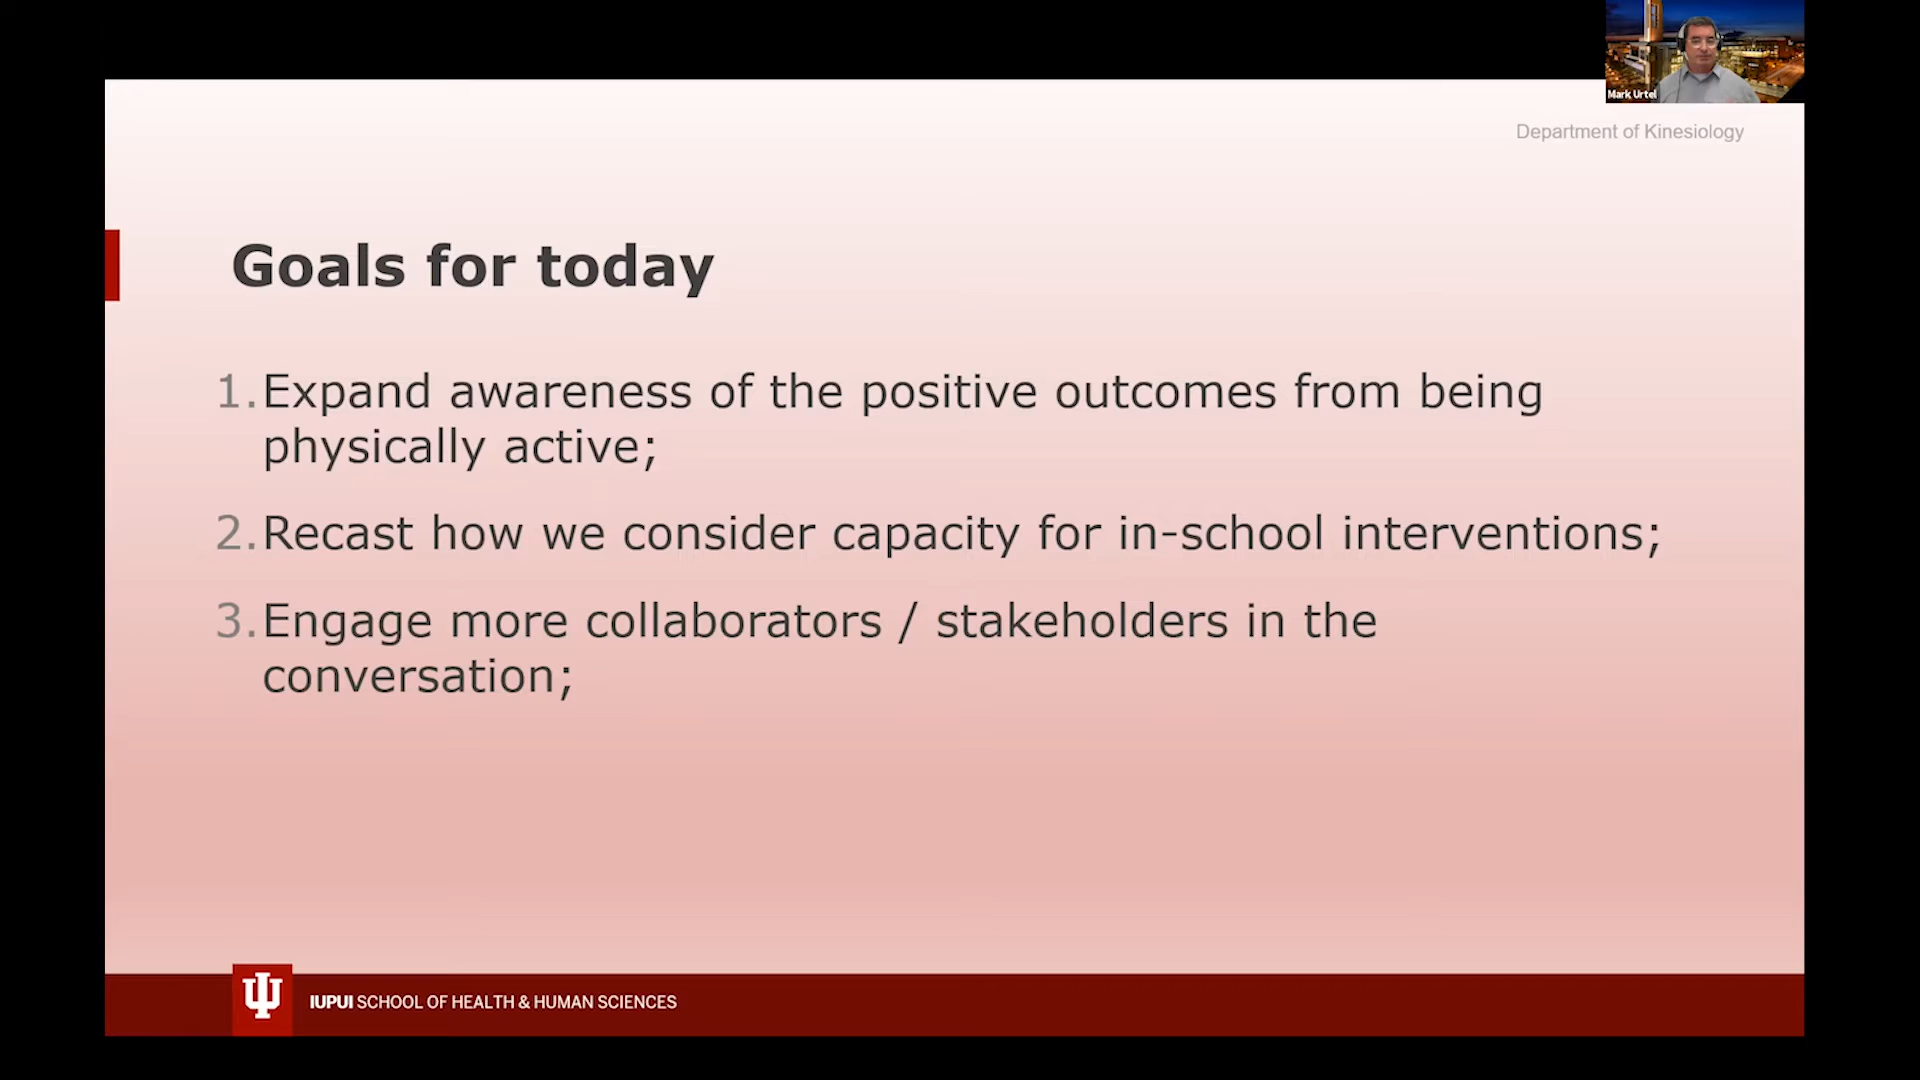 Mark Urtel
Department of Kinesiology
Goals for today
1. Expand awareness of the positive outcomes from being
physically active;
2. Recast how we consider capacity for in-school interventions;
3. Engage more collaborators / stakeholders in the
conversation;
IUPUI SCHOOL OF HEALTH & HUMAN SCIENCES